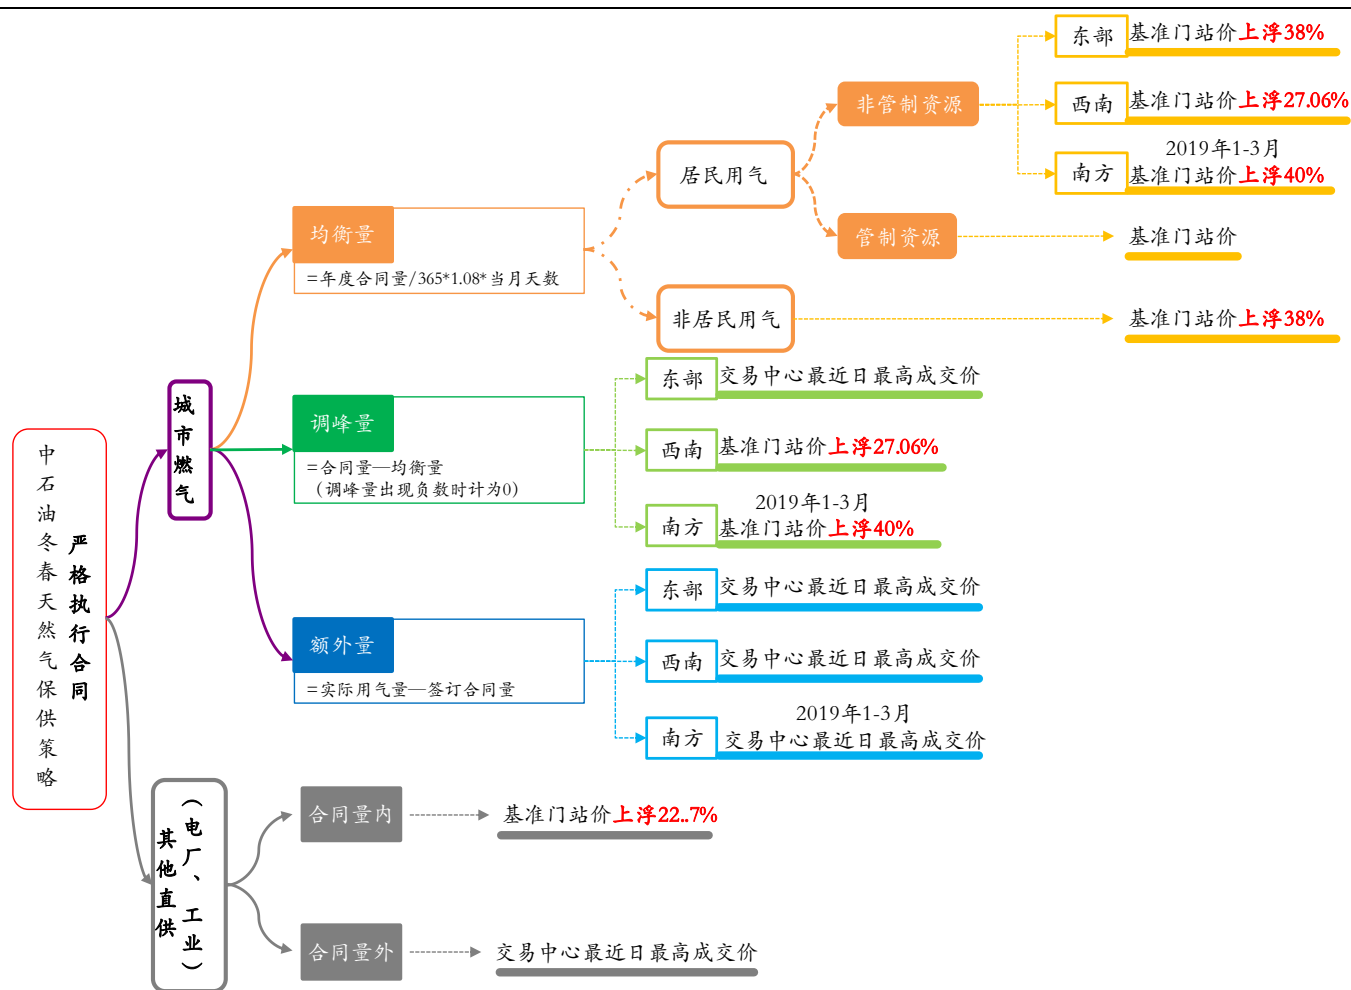 中石油冬春天然气保供策略
严格执行合同
城市燃气
均衡量
=年度合同量/365*1.08*当月天数
居民用气
非管制资源
东部
基准门站价上浮38%
西南
基准门站价上浮27.06%
南方
2019年1-3月
基准门站价上浮40%
管制资源
基准门站价
非居民用气
基准门站价上浮38%
调峰量
=合同量—均衡量
（调峰量出现负数时计为0）
东部
交易中心最近日最高成交价
西南
基准门站价上浮27.06%
南方
2019年1-3月
基准门站价上浮40%
额外量
=实际用气量—签订合同量
东部
交易中心最近日最高成交价
西南
交易中心最近日最高成交价
南方
2019年1-3月
交易中心最近日最高成交价
其他直供
（电厂、工业）
合同量内
基准门站价上浮22..7%
合同量外
交易中心最近日最高成交价